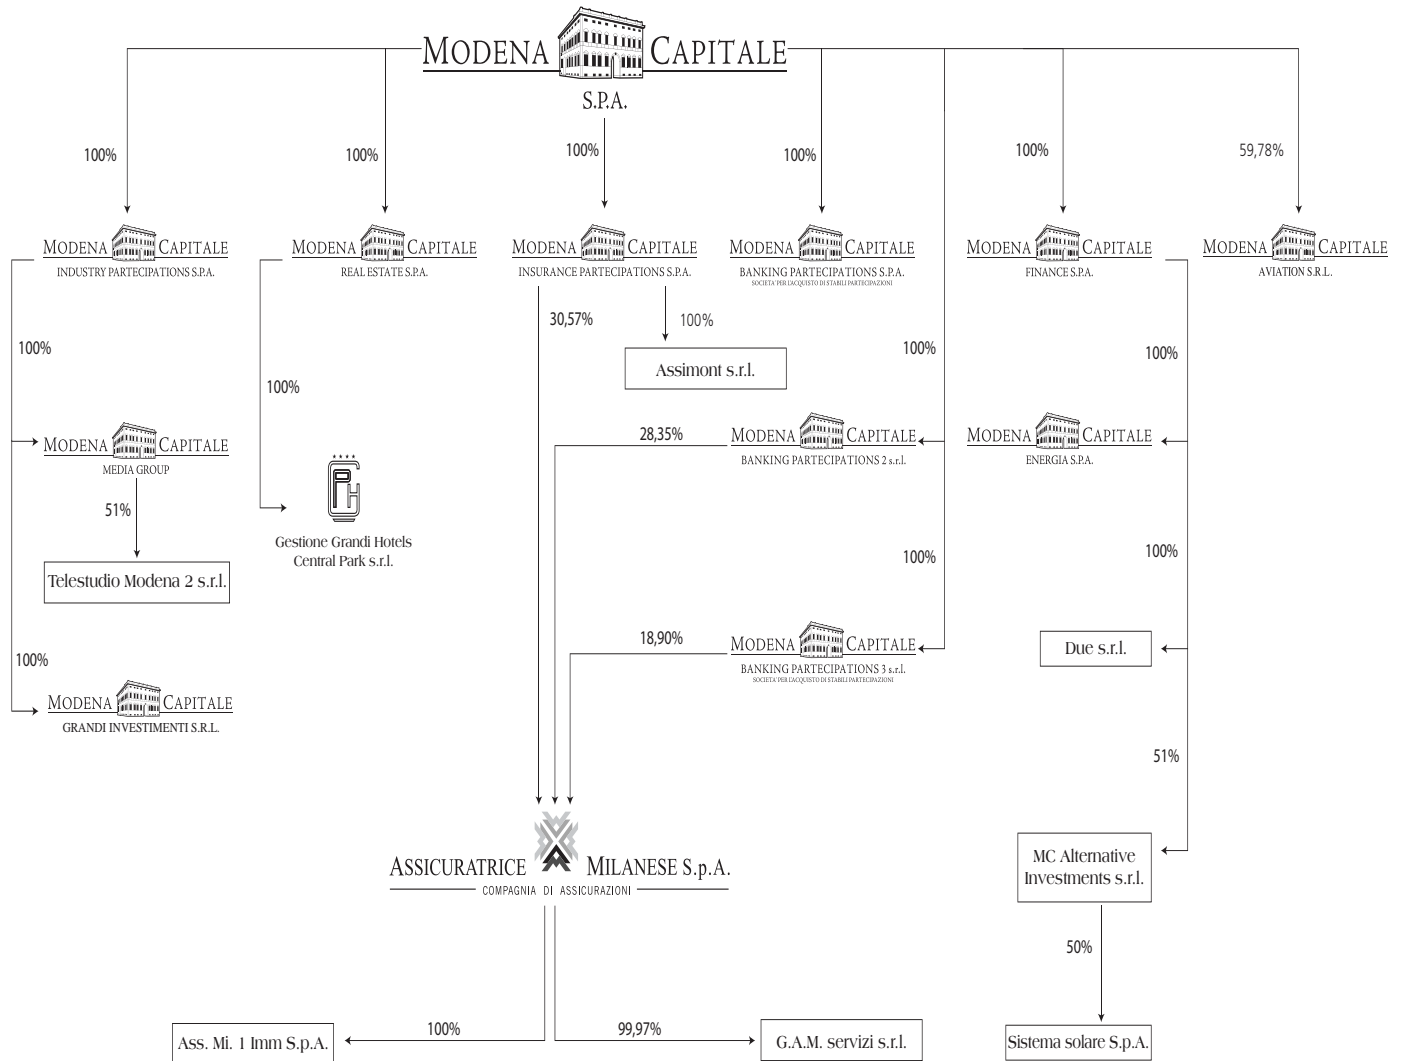 MODENA CAPITALE
S.P.A.
100%
100%
100%
100%
100%
59,78%
MODENA CAPITALE
INDUSTRY PARTECIPATIONS S.P.A.
MODENA CAPITALE
REAL ESTATE S.P.A.
MODENA CAPITALE
INSURANCE PARTECIPATIONS S.P.A.
MODENA CAPITALE
BANKING PARTECIPATIONS S.P.A.
SOCIETA' PER L'ACQUISTO DI STABILI PARTECIPAZIONI
MODENA CAPITALE
FINANCE S.P.A.
MODENA CAPITALE
AVIATION S.R.L.
30,57%
100%
100%
100%
100%
Assimont s.r.l.
100%
28,35%
MODENA CAPITALE
MEDIA GROUP
MODENA CAPITALE
BANKING PARTECIPATIONS 2 s.r.l.
MODENA CAPITALE
ENERGIA S.P.A.
51%
Gestione Grandi Hotels
Central Park s.r.l.
100%
100%
Telestudio Modena 2 s.r.l.
18,90%
MODENA CAPITALE
BANKING PARTECIPATIONS 3 s.r.l.
SOCIETA' PER L'ACQUISTO DI STABILI PARTECIPAZIONI
Due s.r.l.
100%
MODENA CAPITALE
GRANDI INVESTIMENTI S.R.L.
51%
ASSICURATRICE MILANESE S.p.A.
COMPAGNIA DI ASSICURAZIONI
MC Alternative
Investments s.r.l.
50%
100%
99,97%
Ass. Mi. 1 Imm S.p.A.
G.A.M. servizi s.r.l.
Sistema solare S.p.A.